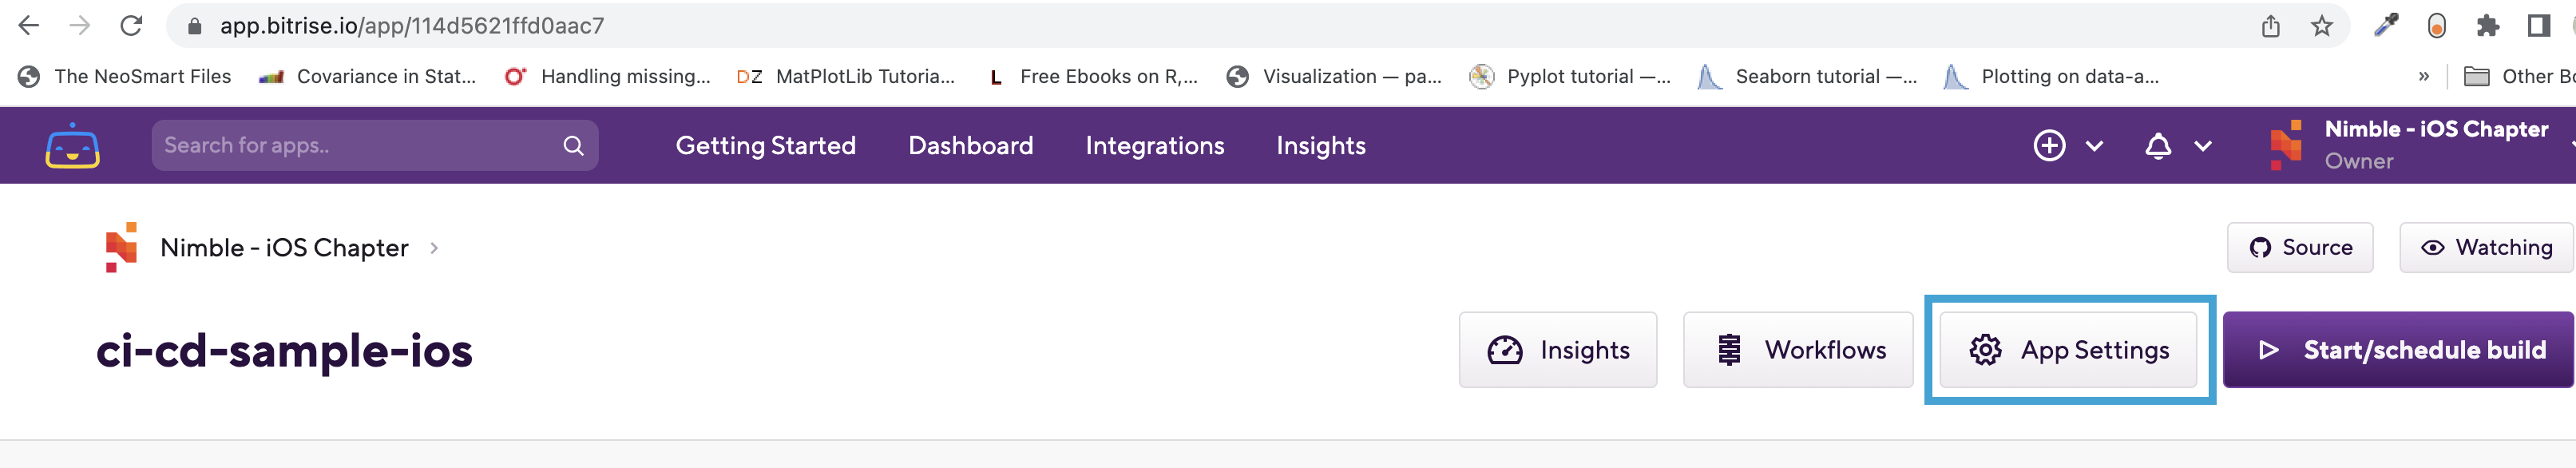 app.bitrise.io/app/114d5621ffd0aac7
The NeoSmart Files Covariance in Stat... Handling missing... DZ MatPlotLib Tutoria... L Free Ebooks on R,... Visualization — pa... Pyplot tutorial —... Seaborn tutorial —... Plotting on data-a... » Other Bo
Search for apps.. Getting Started Dashboard Integrations Insights Nimble - iOS Chapter
Owner
Nimble - iOS Chapter > Source Watching
ci-cd-sample-ios Insights Workflows App Settings Start/schedule build